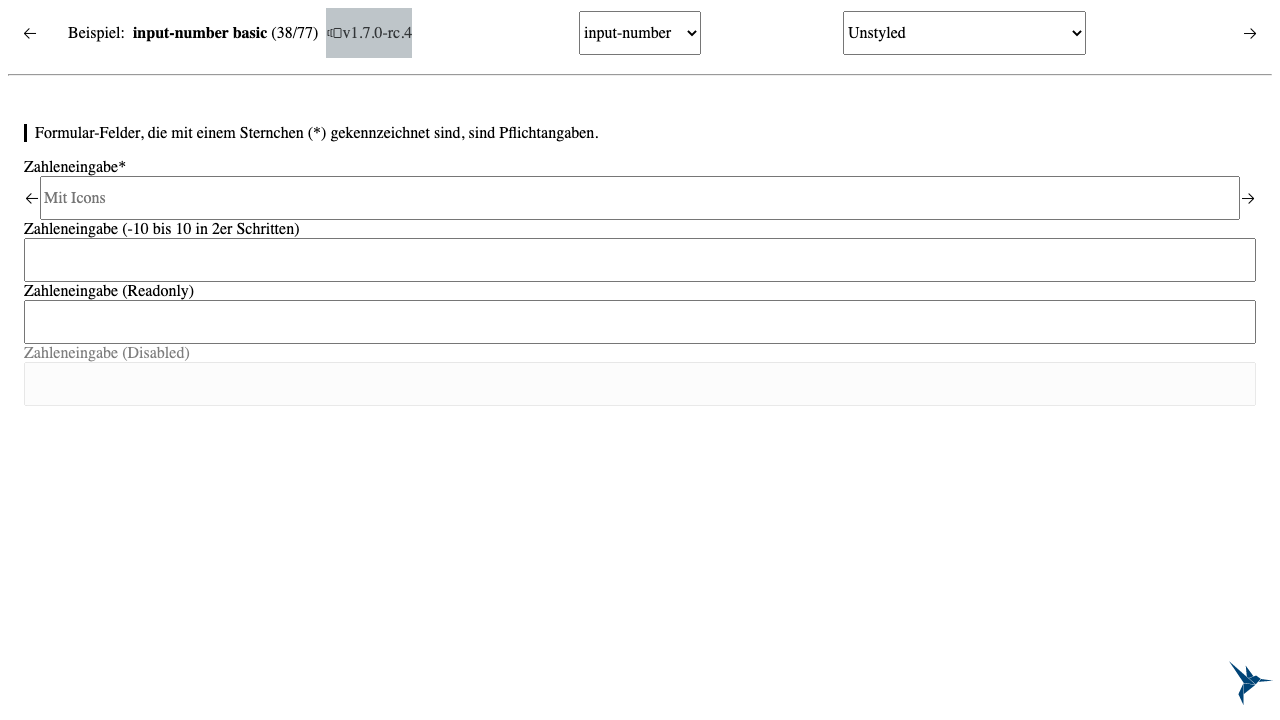 ← Beispiel: input-number basic (38/77) v1.7.0-rc.4 input-number Unstyled →
Formular-Felder, die mit einem Sternchen (*) gekennzeichnet sind, sind Pflichtangaben.
Zahleneingabe*
← Mit Icons →
Zahleneingabe (-10 bis 10 in 2er Schritten)
Zahleneingabe (Readonly)
Zahleneingabe (Disabled)